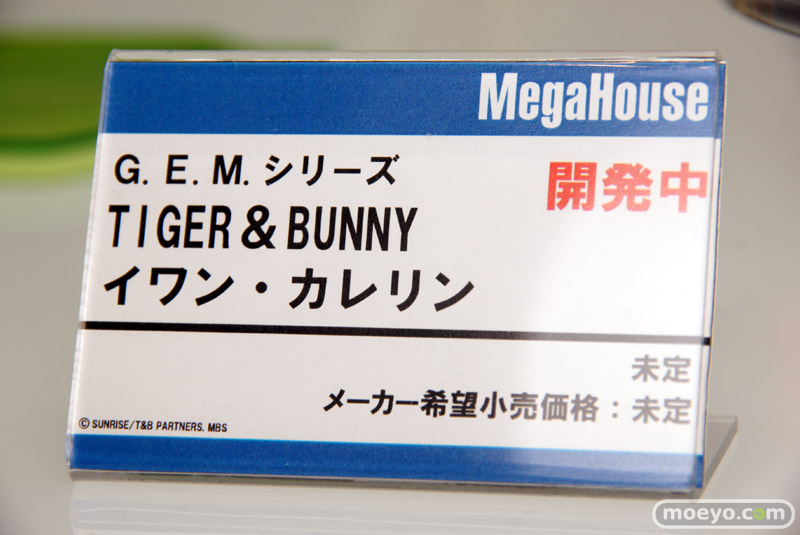 MegaHouse
G.E.M.シリーズ
開発中
TIGER & BUNNY
イワン・カレリン
未定
メーカー希望小売価格：未定
© SUNRISE/T&B PARTNERS, MBS
moeyo.com